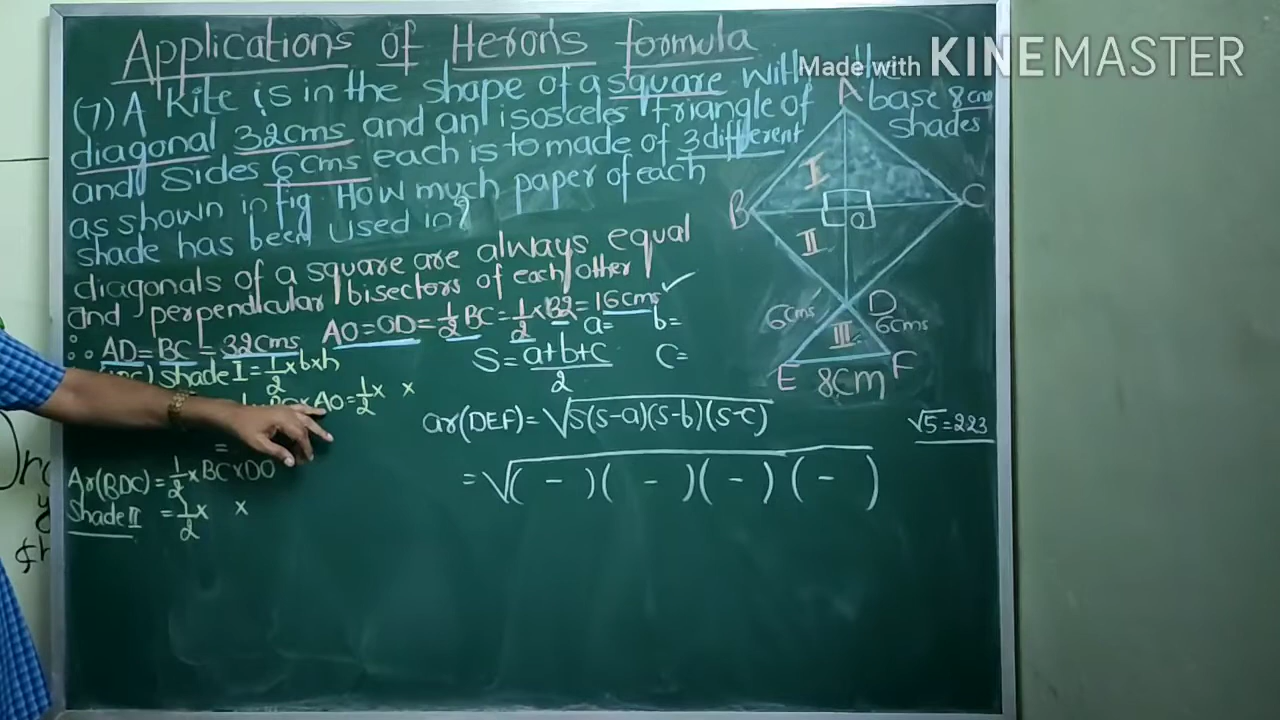 Applications of Herons formula
Made with KINEMASTER
(7) A kite is in the shape of a square with
diagonal 32cms and an isosceles triangle of base 8cms
and sides 6cms each is to made of 3 different shades
as shown in fig. How much paper of each
shade has been used in?
diagonals of a square are always equal
and perpendicular bisectors of each other
∴ AD = BC = 32cms AO = OD = 1/2 BC = 1/2 × 32 = 16cms ✓
shade I = 1/2 × b × h
× AO = 1/2 × ×
=
Ar(BDC) = 1/2 × BC × DO
Shade II = 1/2 × ×
S = a+b+c/2
a= b=
C=
ar(DEF) = √s(s-a)(s-b)(s-c)
= √( - )( - )( - )( - )
√5 = 223
A
B
C
O
I
II
D
6cms
6cms
III
E
F
8Cm